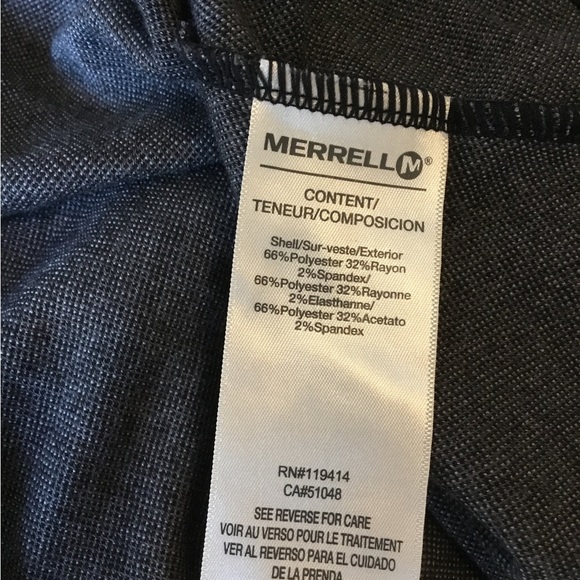 MERRELL M®
CONTENT/
TENEUR/COMPOSICION
Shell/Sur-veste/Exterior
66%Polyester 32%Rayon
2%Spandex/
66%Polyester 32%Rayonne
2%Elasthanne/
66%Polyester 32%Acetato
2%Spandex
RN#119414
CA#51048
SEE REVERSE FOR CARE
VOIR AU VERSO POUR LE TRAITEMENT
VER AL REVERSO PARA EL CUIDADO
DE LA PRENDA